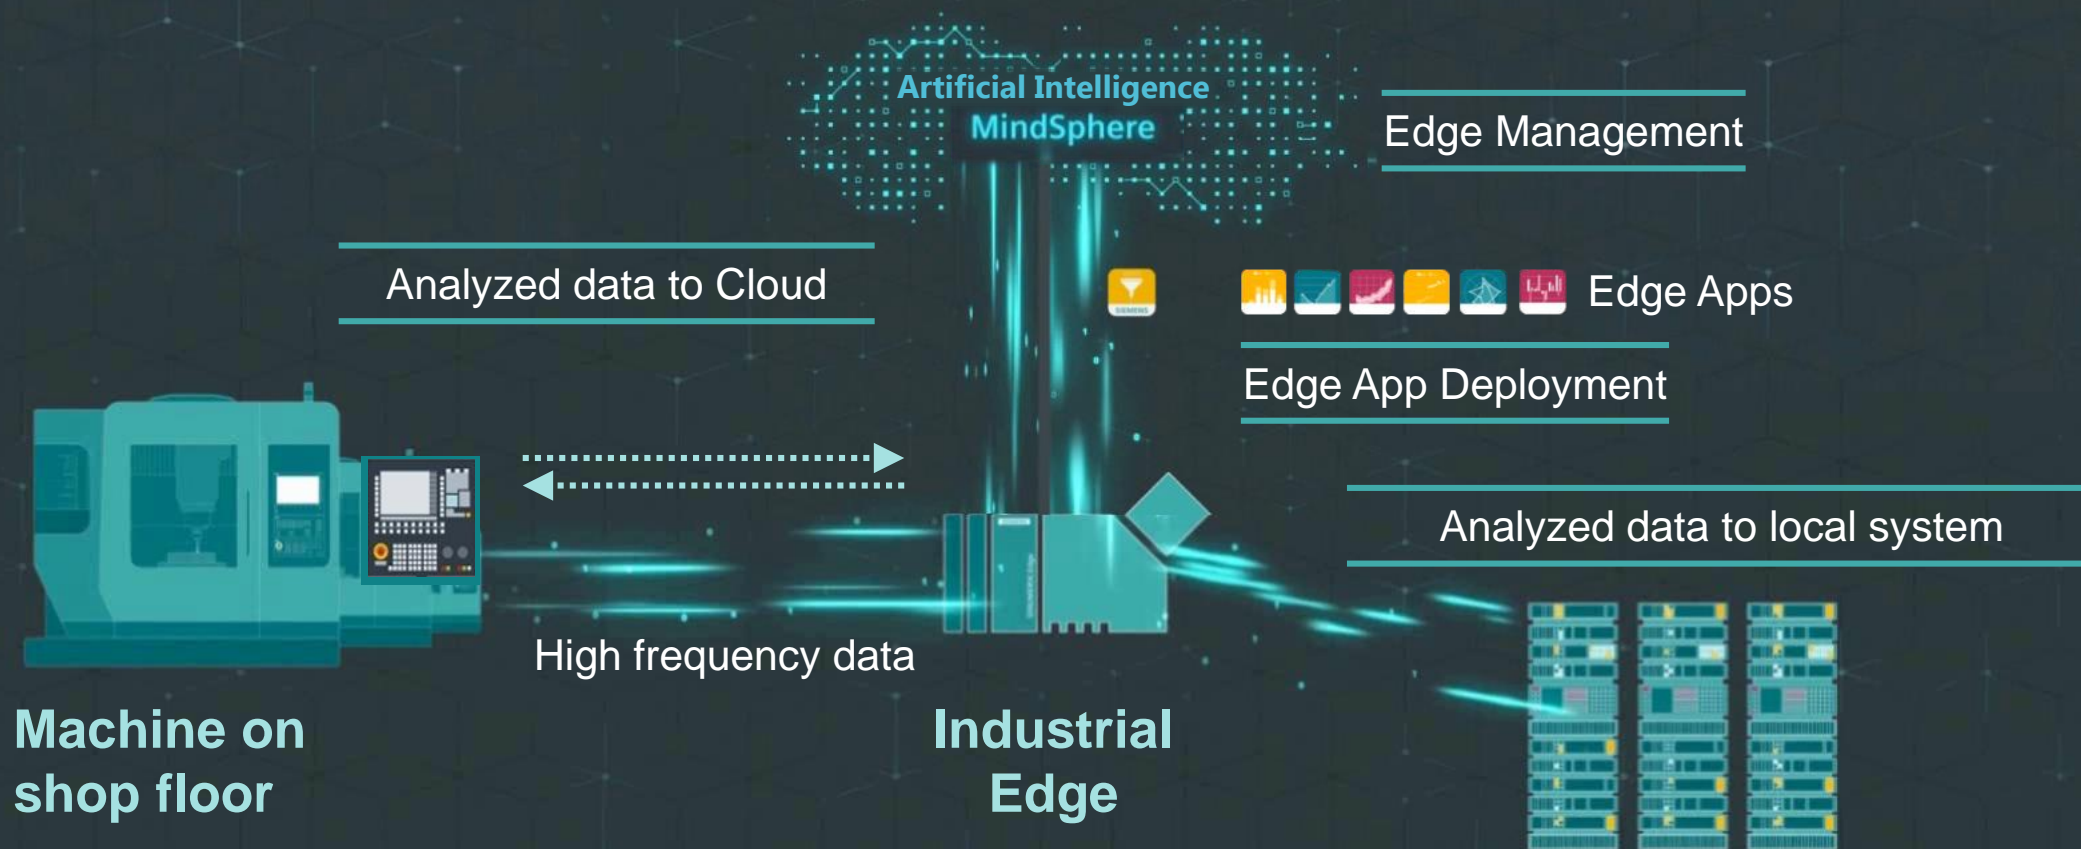 Artificial Intelligence
MindSphere
Edge Management
Analyzed data to Cloud
SIEMENS
Edge Apps
Edge App Deployment
Analyzed data to local system
High frequency data
Machine on
shop floor
Industrial
Edge